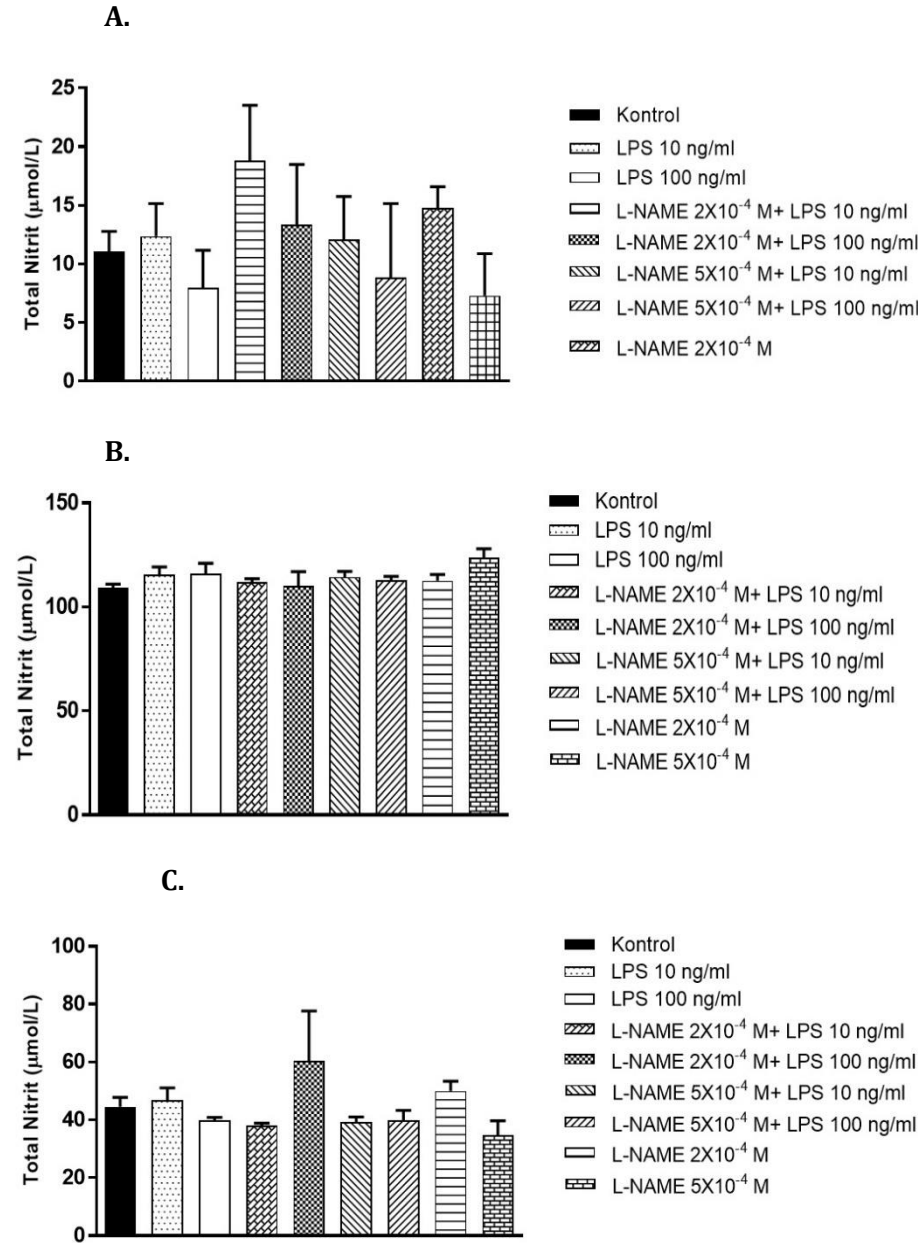 A.
Total Nitrit (μmol/L)
25
20
15
10
5
0
Kontrol
LPS 10 ng/ml
LPS 100 ng/ml
L-NAME 2X10⁻⁴ M+ LPS 10 ng/ml
L-NAME 2X10⁻⁴ M+ LPS 100 ng/ml
L-NAME 5X10⁻⁴ M+ LPS 10 ng/ml
L-NAME 5X10⁻⁴ M+ LPS 100 ng/ml
L-NAME 2X10⁻⁴ M
B.
Total Nitrit (μmol/L)
150
100
50
0
Kontrol
LPS 10 ng/ml
LPS 100 ng/ml
L-NAME 2X10⁻⁴ M+ LPS 10 ng/ml
L-NAME 2X10⁻⁴ M+ LPS 100 ng/ml
L-NAME 5X10⁻⁴ M+ LPS 10 ng/ml
L-NAME 5X10⁻⁴ M+ LPS 100 ng/ml
L-NAME 2X10⁻⁴ M
L-NAME 5X10⁻⁴ M
C.
Total Nitrit (μmol/L)
100
80
60
40
20
0
Kontrol
LPS 10 ng/ml
LPS 100 ng/ml
L-NAME 2X10⁻⁴ M+ LPS 10 ng/ml
L-NAME 2X10⁻⁴ M+ LPS 100 ng/ml
L-NAME 5X10⁻⁴ M+ LPS 10 ng/ml
L-NAME 5X10⁻⁴ M+ LPS 100 ng/ml
L-NAME 2X10⁻⁴ M
L-NAME 5X10⁻⁴ M